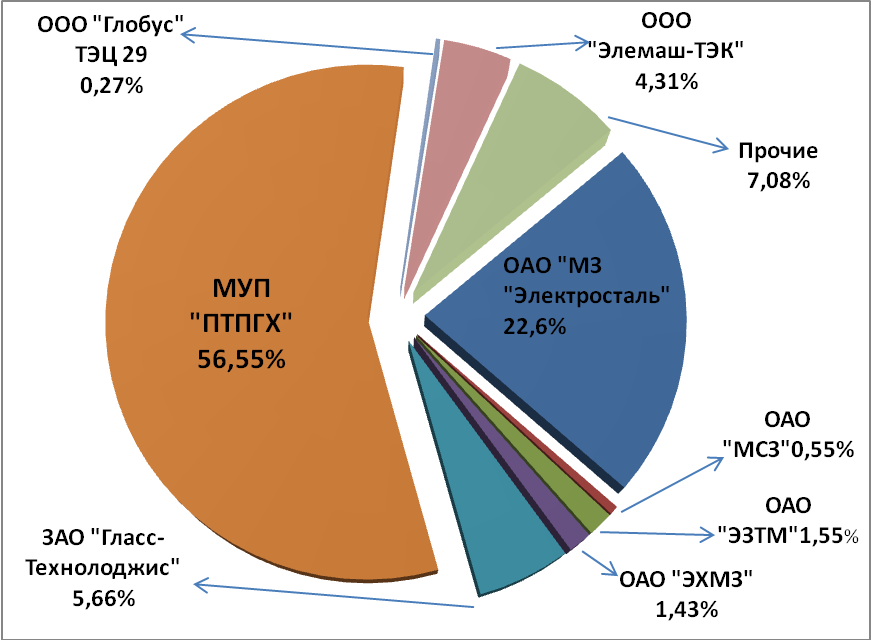 ООО "Глобус"
ТЭЦ 29
0,27%
ООО
"Элемаш-ТЭК"
4,31%
Прочие
7,08%
ОАО "МЗ
"Электросталь"
22,6%
МУП
"ПТПГХ"
56,55%
ОАО
"МСЗ"0,55%
ОАО
"ЭЗТМ"1,55%
ОАО "ЭХМЗ"
1,43%
ЗАО "Гласс-
Технолоджис"
5,66%